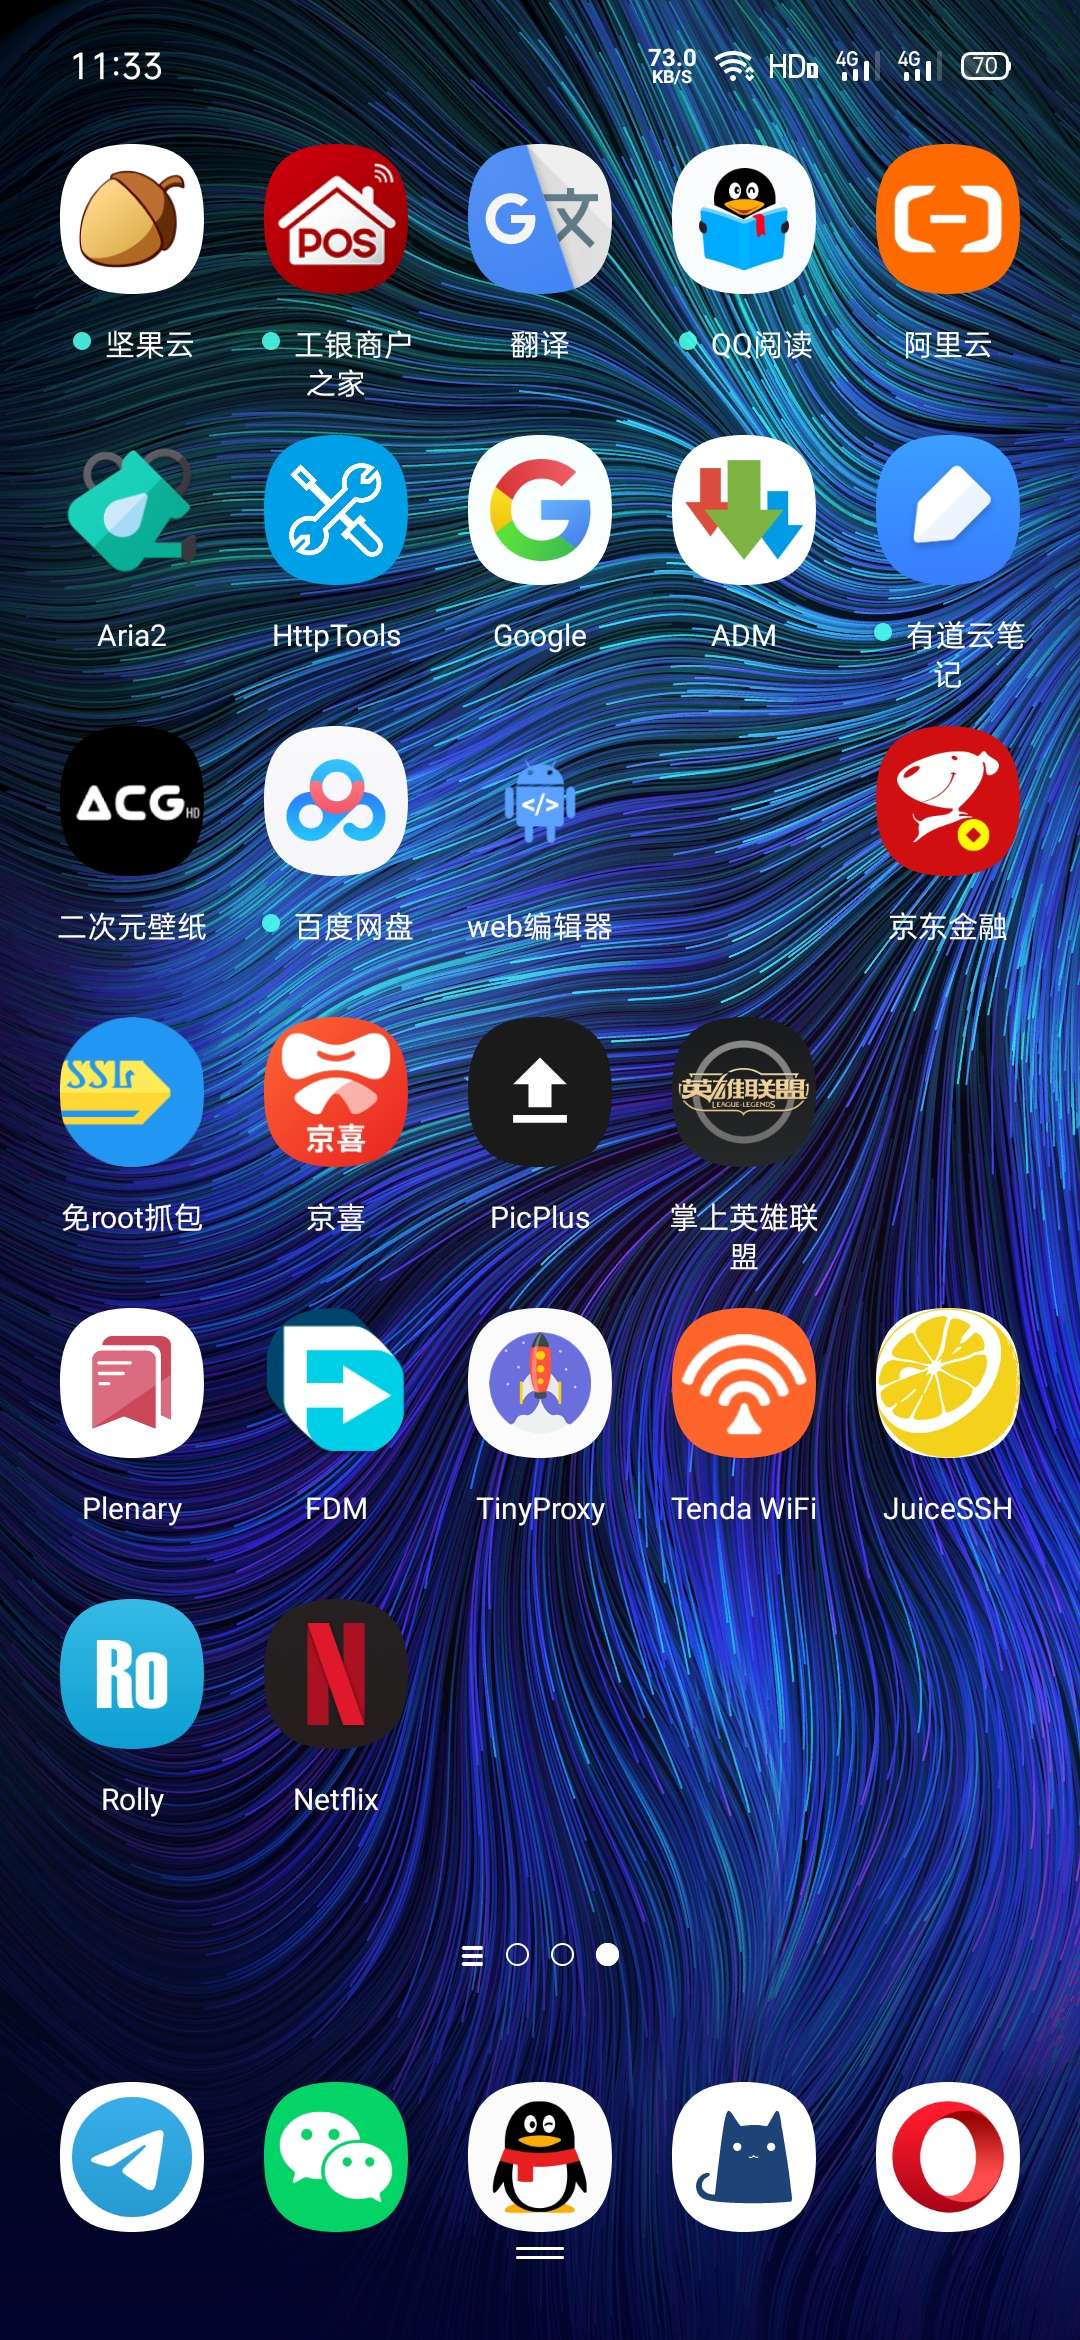 11:33
73.0
KB/S
HD
4G
4G
70
POS
G 文
坚果云
工银商户
之家
翻译
QQ阅读
阿里云
Aria2
HttpTools
Google
ADM
有道云笔
记
ACG HD
</>
二次元壁纸
百度网盘
web编辑器
京东金融
京喜
英雄联盟
LEAGUE·LEGENDS
免root抓包
京喜
PicPlus
掌上英雄联
盟
Plenary
FDM
TinyProxy
Tenda WiFi
JuiceSSH
Ro
N
Rolly
Netflix